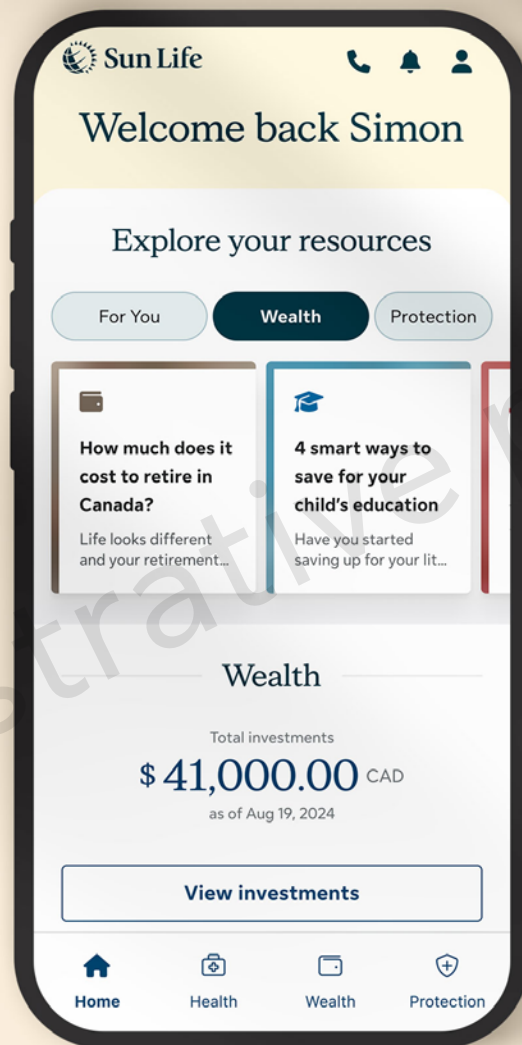 Sun Life
Welcome back Simon
Explore your resources
For You
Wealth
Protection
How much does it
cost to retire in
Canada?
Life looks different
and your retirement...
4 smart ways to
save for your
child's education
Have you started
saving up for your lit...
Wealth
Total investments
$ 41,000.00 CAD
as of Aug 19, 2024
View investments
Home
Health
Wealth
Protection